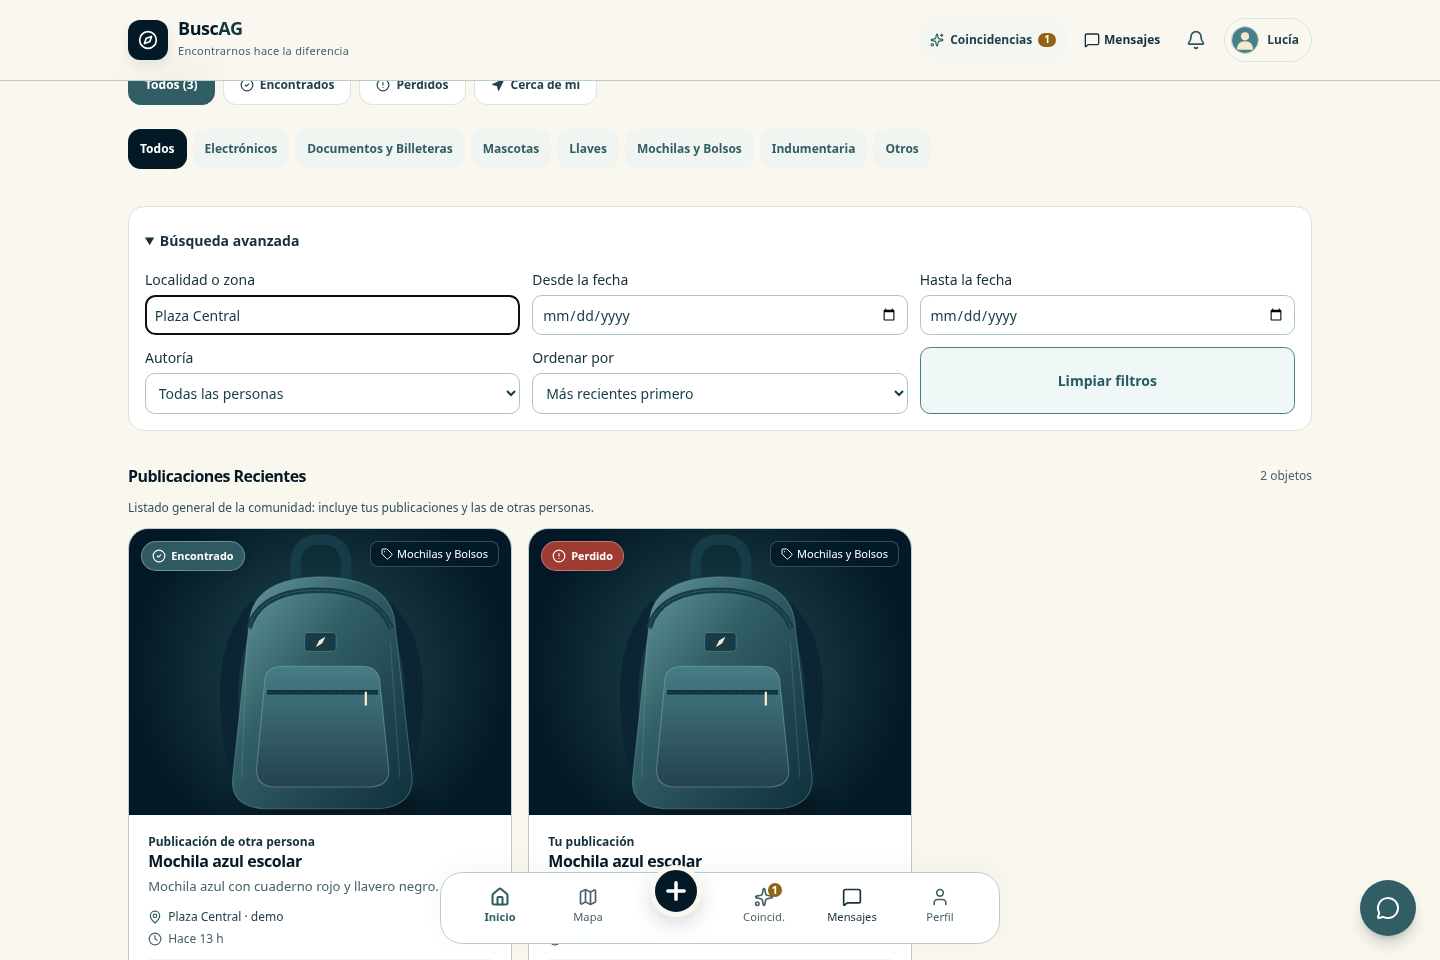 BuscAG
Encontrarnos hace la diferencia
Coincidencias 1
Mensajes
Lucía
Todos (3)
Encontrados
Perdidos
Cerca de mí
Todos
Electrónicos
Documentos y Billeteras
Mascotas
Llaves
Mochilas y Bolsos
Indumentaria
Otros
▼ Búsqueda avanzada
Localidad o zona
Desde la fecha
Hasta la fecha
Plaza Central
mm/dd/yyyy
mm/dd/yyyy
Autoría
Ordenar por
Todas las personas
Más recientes primero
Limpiar filtros
Publicaciones Recientes
2 objetos
Listado general de la comunidad: incluye tus publicaciones y las de otras personas.
Encontrado
Mochilas y Bolsos
Perdido
Mochilas y Bolsos
Publicación de otra persona
Mochila azul escolar
Mochila azul con cuaderno rojo y llavero negro.
Plaza Central · demo
Hace 13 h
Tu publicación
Mochila azul escolar
Inicio
Mapa
1
Coincid.
Mensajes
Perfil